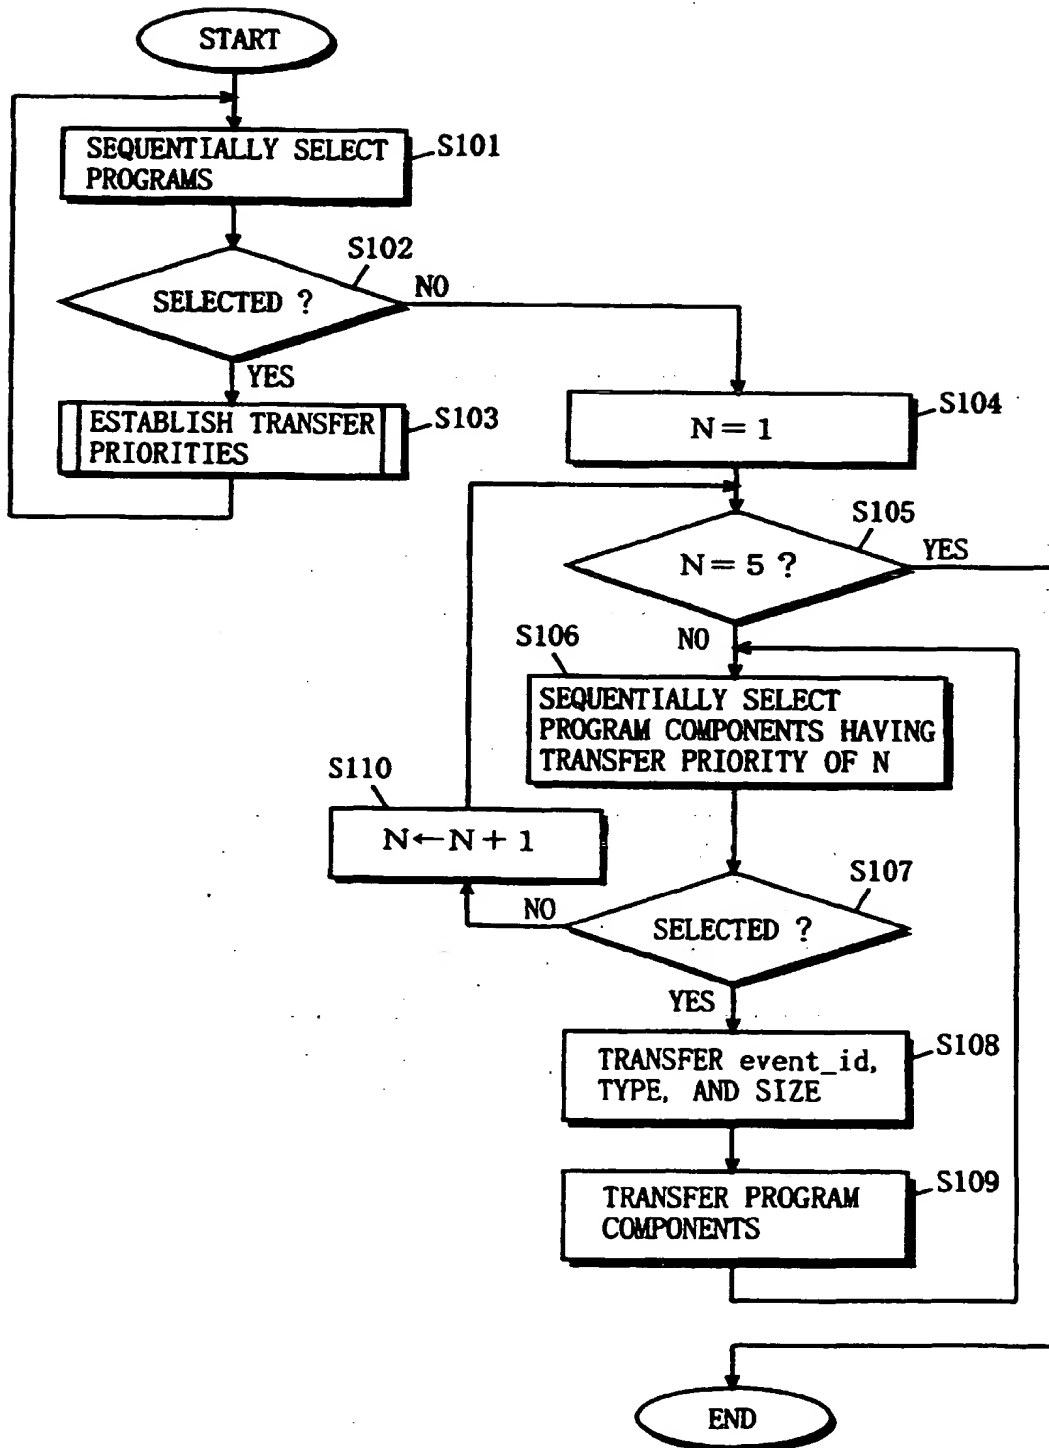 START
SEQUENTIALLY SELECT
PROGRAMS
S101
S102
SELECTED ?
NO
YES
ESTABLISH TRANSFER
PRIORITIES
S103
N = 1
S104
S105
N = 5 ?
YES
NO
S106
SEQUENTIALLY SELECT
PROGRAM COMPONENTS HAVING
TRANSFER PRIORITY OF N
S110
N←N + 1
S107
SELECTED ?
NO
YES
TRANSFER event_id,
TYPE, AND SIZE
S108
TRANSFER PROGRAM
COMPONENTS
S109
END